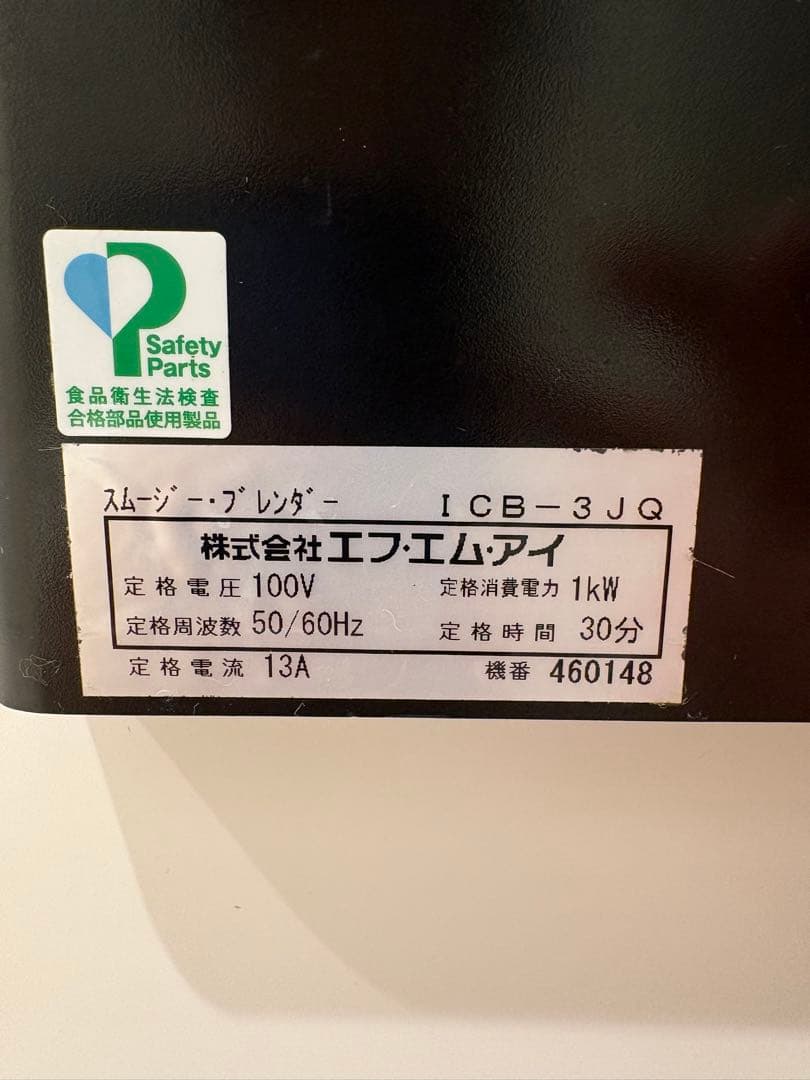 Safety
Parts
食品衛生法検査
合格部品使用製品
スムージー・ブレンダー ICB-3JQ
株式会社エフ・エム・アイ
定格電圧 100V 定格消費電力 1kW
定格周波数 50/60Hz 定格時間 30分
定格電流 13A 機番 460148